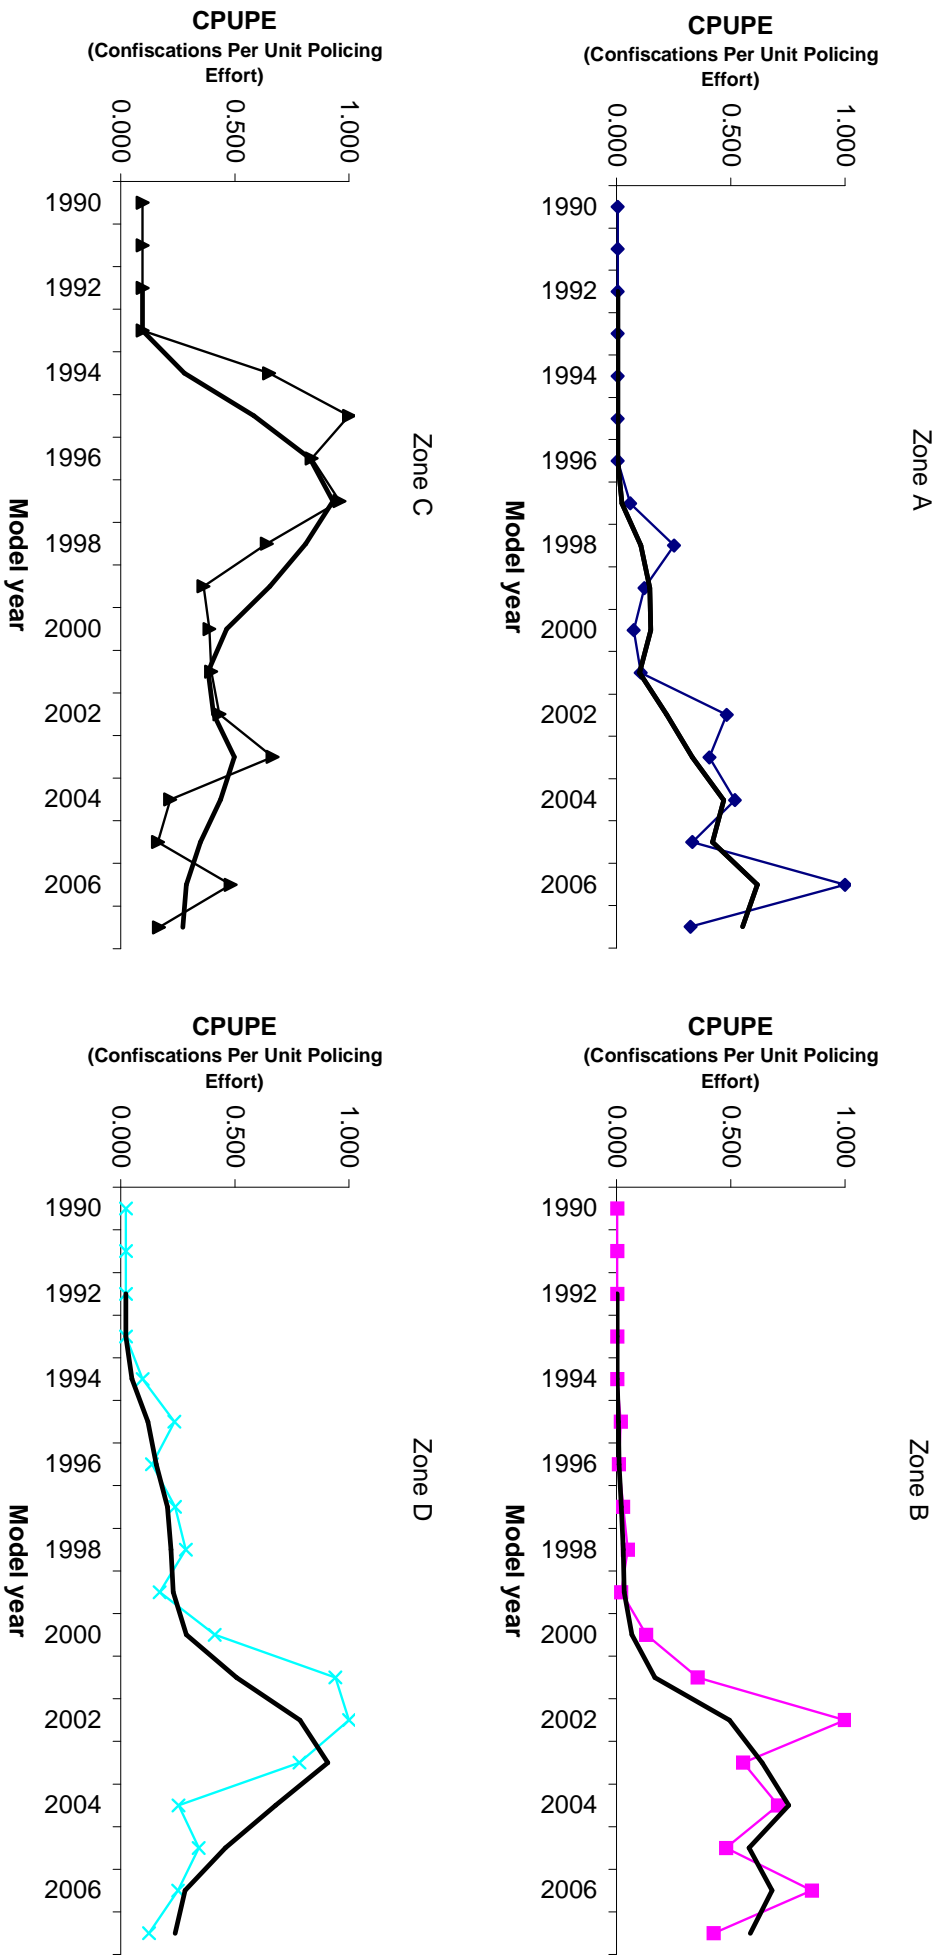 Zone A
CPUPE
(Confiscations Per Unit Policing
Effort)
1.000
0.500
0.000
1990
1992
1994
1996
1998
2000
2002
2004
2006
Model year
Zone B
CPUPE
(Confiscations Per Unit Policing
Effort)
1.000
0.500
0.000
1990
1992
1994
1996
1998
2000
2002
2004
2006
Model year
Zone C
CPUPE
(Confiscations Per Unit Policing
Effort)
1.000
0.500
0.000
1990
1992
1994
1996
1998
2000
2002
2004
2006
Model year
Zone D
CPUPE
(Confiscations Per Unit Policing
Effort)
1.000
0.500
0.000
1990
1992
1994
1996
1998
2000
2002
2004
2006
Model year